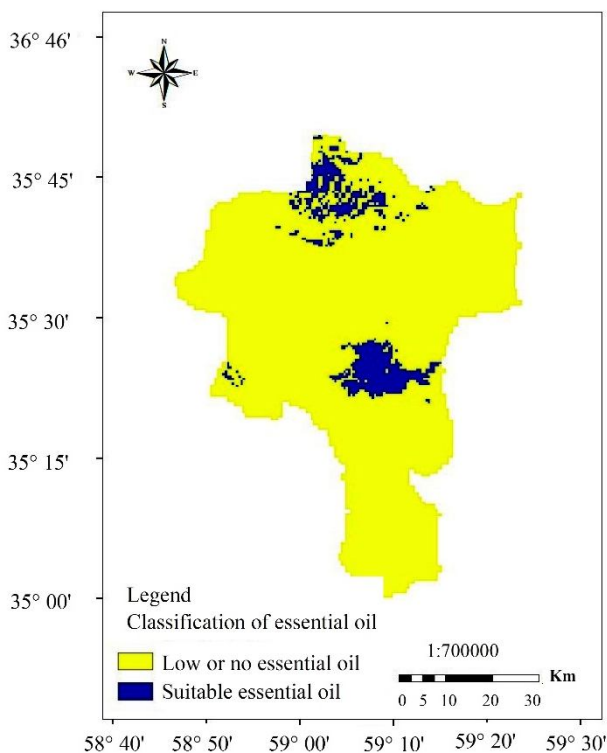 36° 46'
N
W E
S
35° 45'
35° 30'
35° 15'
35° 00'
Legend
Classification of essential oil
Low or no essential oil
Suitable essential oil
1:700000
Km
0 5 10 20 30
58° 40' 58° 50' 59° 00' 59° 10' 59° 20' 59° 30'